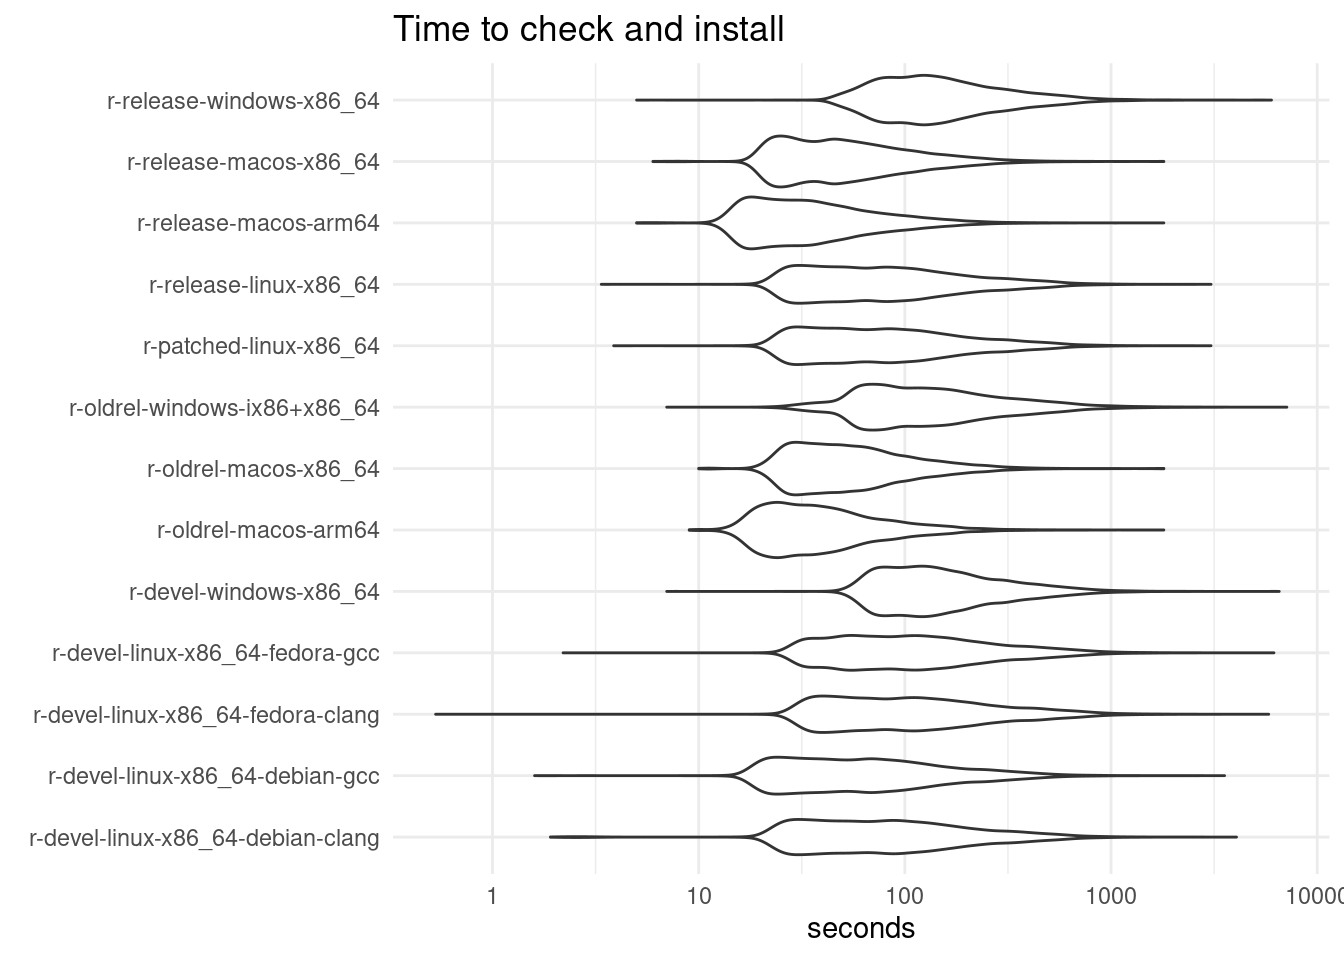 Time to check and install
r-release-windows-x86_64
r-release-macos-x86_64
r-release-macos-arm64
r-release-linux-x86_64
r-patched-linux-x86_64
r-oldrel-windows-ix86+x86_64
r-oldrel-macos-x86_64
r-oldrel-macos-arm64
r-devel-windows-x86_64
r-devel-linux-x86_64-fedora-gcc
r-devel-linux-x86_64-fedora-clang
r-devel-linux-x86_64-debian-gcc
r-devel-linux-x86_64-debian-clang
1 10 100 1000 10000
seconds